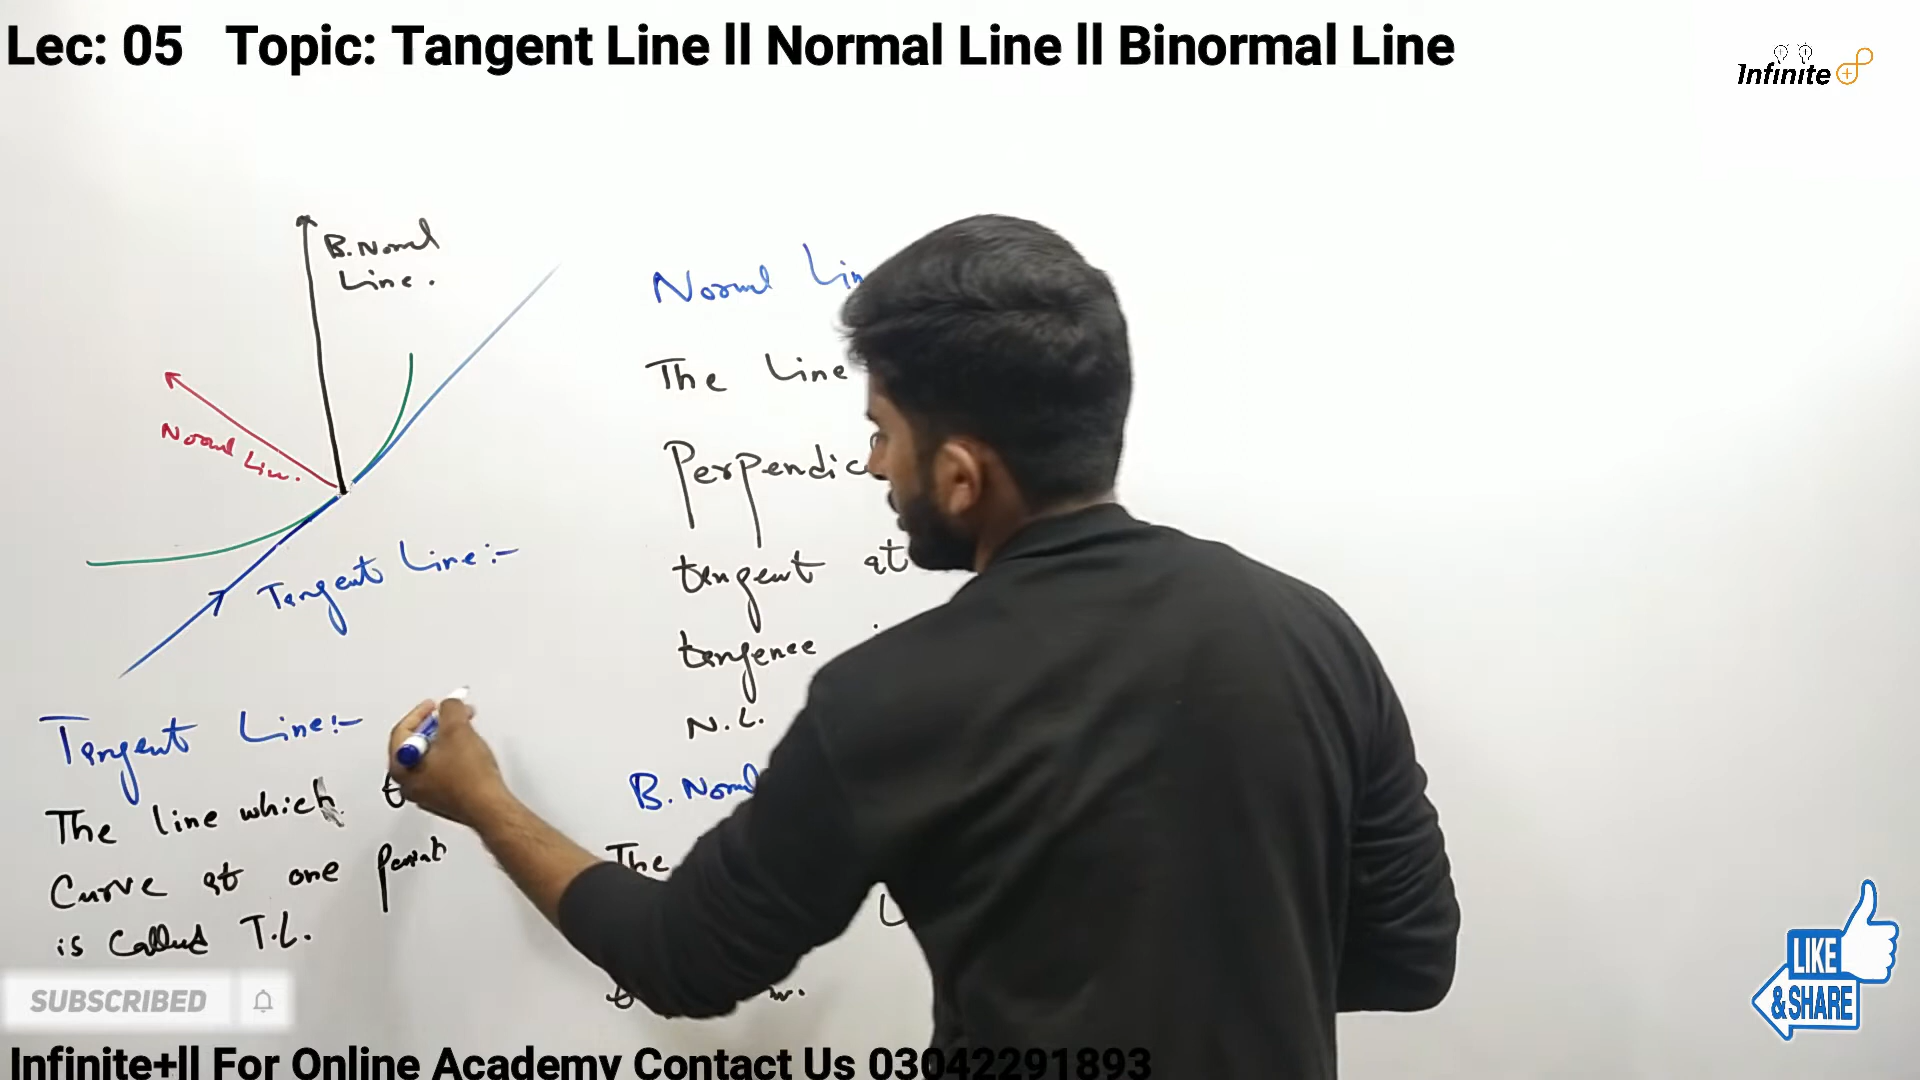 Lec: 05 Topic: Tangent Line ll Normal Line ll Binormal Line
Infinite
B. Normal
Line.
Normal Lin.
Tangent Line:-
Tangent Line:-
The line which
Curve at one Point
is Called T.L.
Normal Lin
The Line
Perpendic
tangent at
tangence
N.L.
B. Normal
The
SUBSCRIBED
LIKE
& SHARE
Infinite+ll For Online Academy Contact Us 03042291893